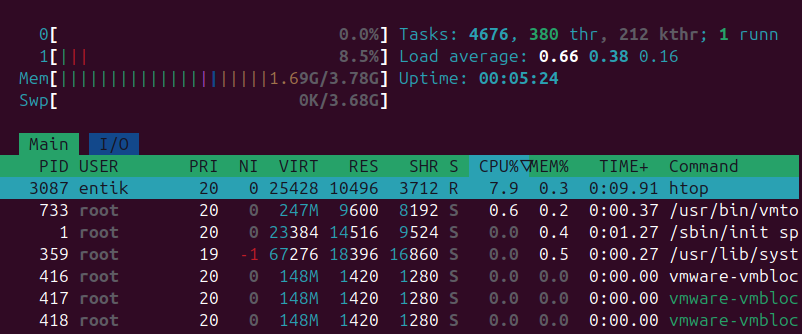 0[ 0.0%] Tasks: 4676, 380 thr, 212 kthr; 1 runn
1[||| 8.5%] Load average: 0.66 0.38 0.16
Mem[|||||||||||||||||||||1.69G/3.78G] Uptime: 00:05:24
Swp[ 0K/3.68G]
Main I/O
PID USER PRI NI VIRT RES SHR S CPU%▽MEM% TIME+ Command
3087 entik 20 0 25428 10496 3712 R 7.9 0.3 0:09.91 htop
733 root 20 0 247M 9600 8192 S 0.6 0.2 0:00.37 /usr/bin/vmto
1 root 20 0 23384 14516 9524 S 0.0 0.4 0:01.27 /sbin/init sp
359 root 19 -1 67276 18396 16860 S 0.0 0.5 0:00.27 /usr/lib/syst
416 root 20 0 148M 1420 1280 S 0.0 0.0 0:00.00 vmware-vmbloc
417 root 20 0 148M 1420 1280 S 0.0 0.0 0:00.00 vmware-vmbloc
418 root 20 0 148M 1420 1280 S 0.0 0.0 0:00.00 vmware-vmbloc